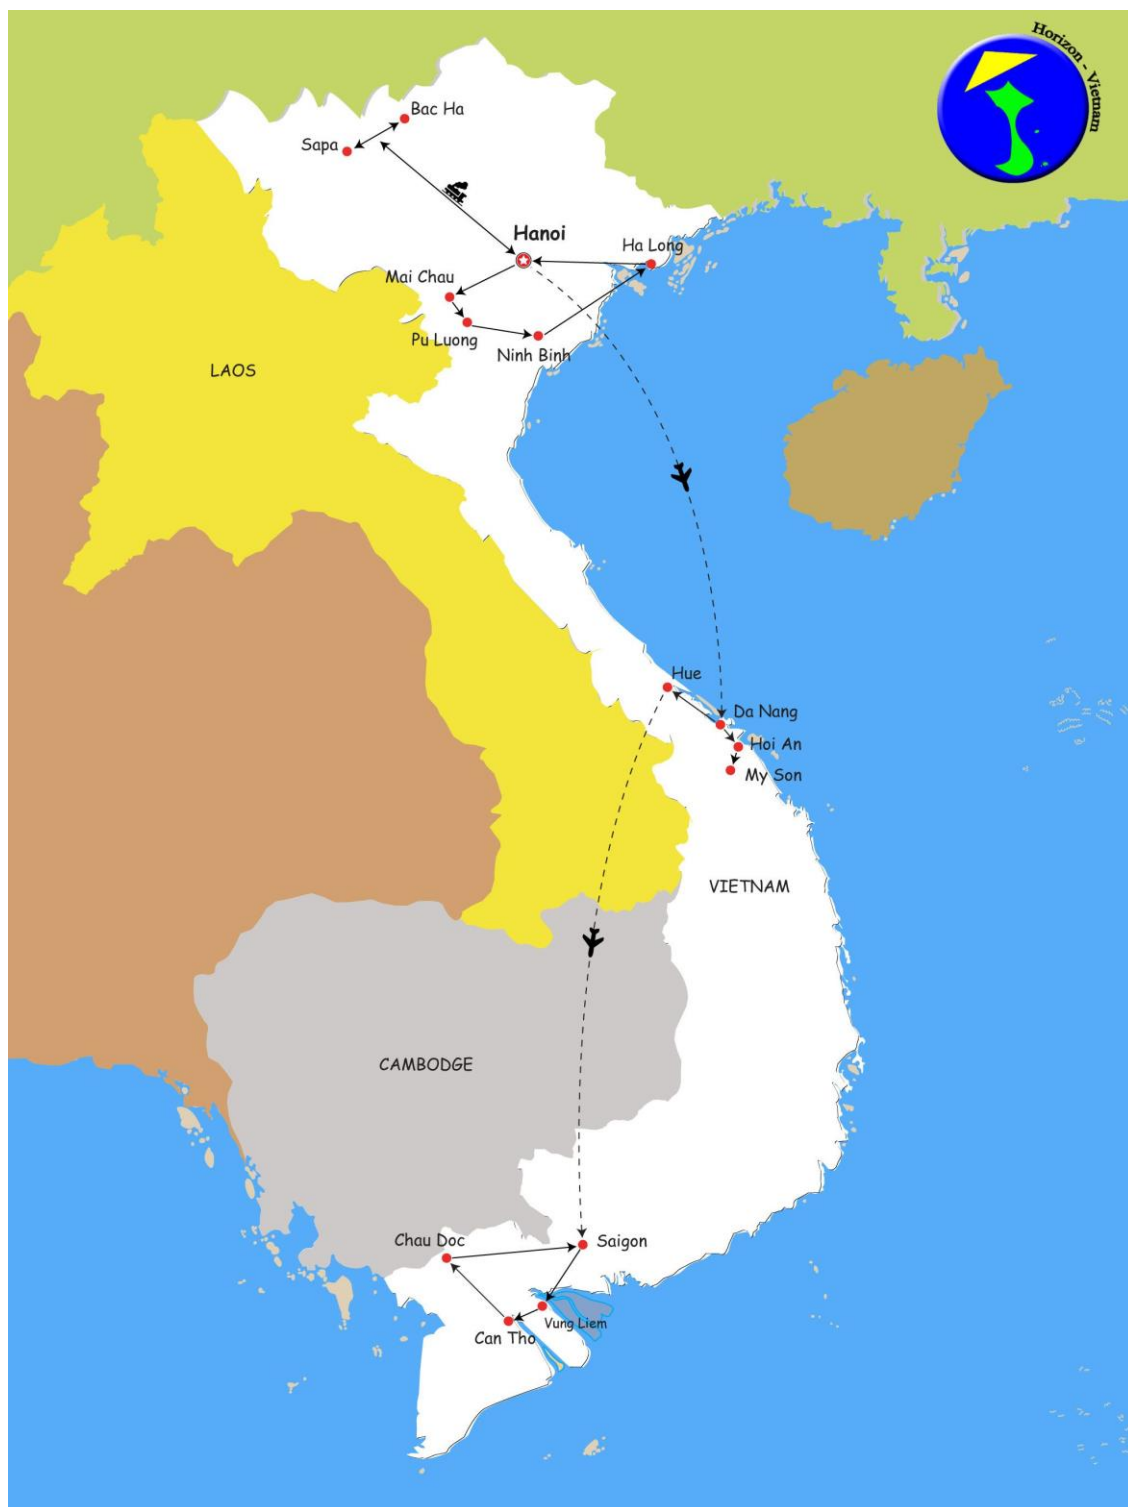 Horizon - Vietnam
Bac Ha
Sapa
Hanoi
Ha Long
Mai Chau
Pu Luong
Ninh Binh
LAOS
Hue
Da Nang
Hoi An
My Son
VIETNAM
CAMBODGE
Chau Doc
Saigon
Vung Liem
Can Tho